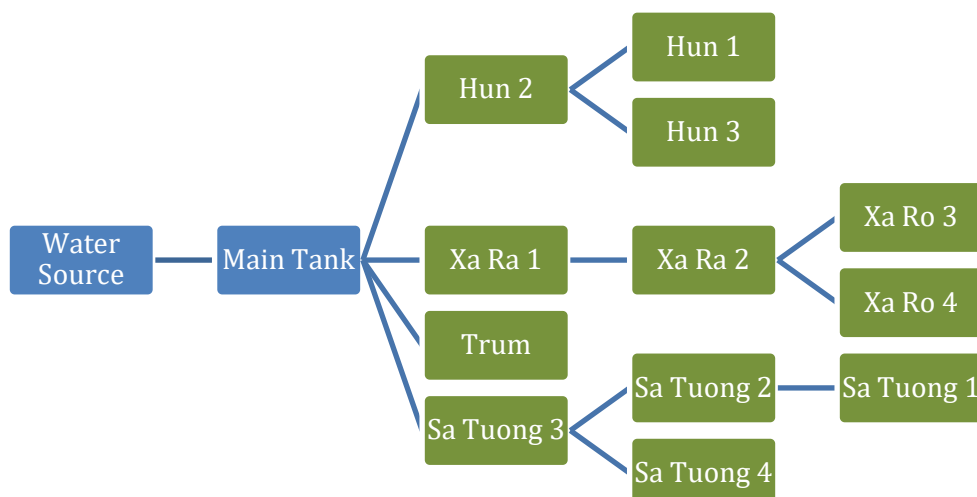 Hun 1
Hun 2
Hun 3
Xa Ro 3
Water
Source
Main Tank
Xa Ra 1
Xa Ra 2
Xa Ro 4
Trum
Sa Tuong 2
Sa Tuong 1
Sa Tuong 3
Sa Tuong 4